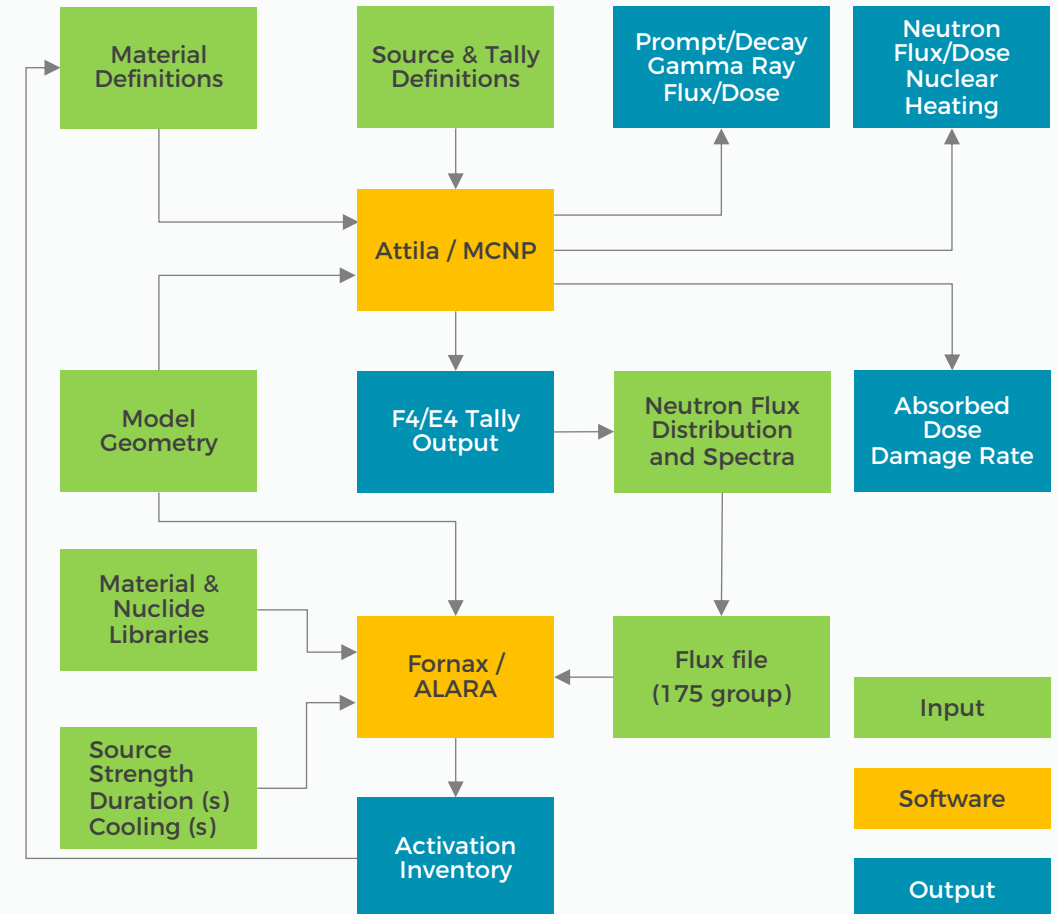 Material
Definitions
Source & Tally
Definitions
Prompt/Decay
Gamma Ray
Flux/Dose
Neutron
Flux/Dose
Nuclear
Heating
Attila / MCNP
Model
Geometry
F4/E4 Tally
Output
Neutron Flux
Distribution
and Spectra
Absorbed
Dose
Damage Rate
Material &
Nuclide
Libraries
Fornax /
ALARA
Flux file
(175 group)
Input
Source
Strength
Duration (s)
Cooling (s)
Software
Activation
Inventory
Output